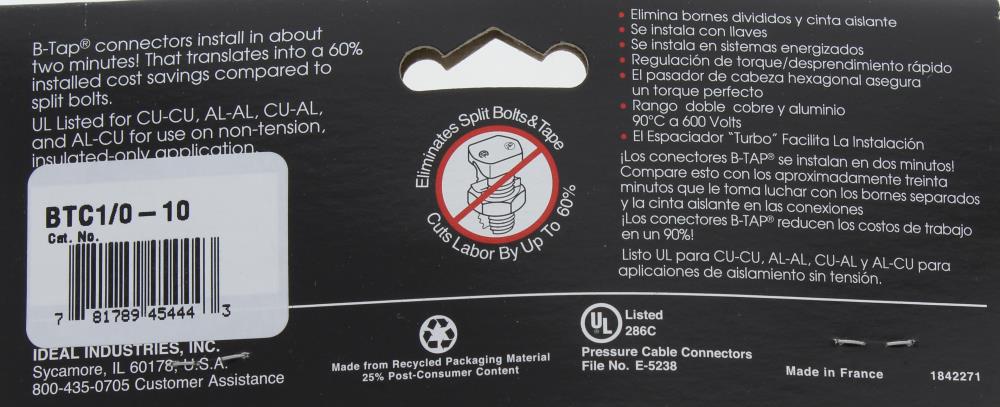 B-Tap® connectors install in about
two minutes! That translates into a 60%
installed cost savings compared to
split bolts.
UL Listed for CU-CU, AL-AL, CU-AL,
and AL-CU for use on non-tension,
insulated-only application.
BTC1/0-10
Cat. No.
7 81789 45444 3
IDEAL INDUSTRIES, INC.
Sycamore, IL 60178, U.S.A.
800-435-0705 Customer Assistance
Eliminates Split Bolts & Tape
Cuts Labor By Up To 60%
Made from Recycled Packaging Material
25% Post-Consumer Content
• Elimina bornes divididos y cinta aislante
• Se instala con llaves
• Se instala en sistemas energizados
• Regulación de torque/desprendimiento rápido
• El pasador de cabeza hexagonal asegura
un torque perfecto
• Rango doble cobre y aluminio
90°C a 600 Volts
• El Espaciador "Turbo" Facilita La Instalación
¡Los conectores B-TAP® se instalan en dos minutos!
Compare esto con los aproximadamente treinta
minutos que le toma luchar con los bornes separados
y la cinta aislante en las conexiones
¡Los conectores B-TAP® reducen los costos de trabajo
en un 90%!
Listo UL para CU-CU, AL-AL, CU-AL y AL-CU para
aplicaiones de aislamiento sin tensión.
UL
®
Listed
286C
Pressure Cable Connectors
File No. E-5238
Made in France
1842271